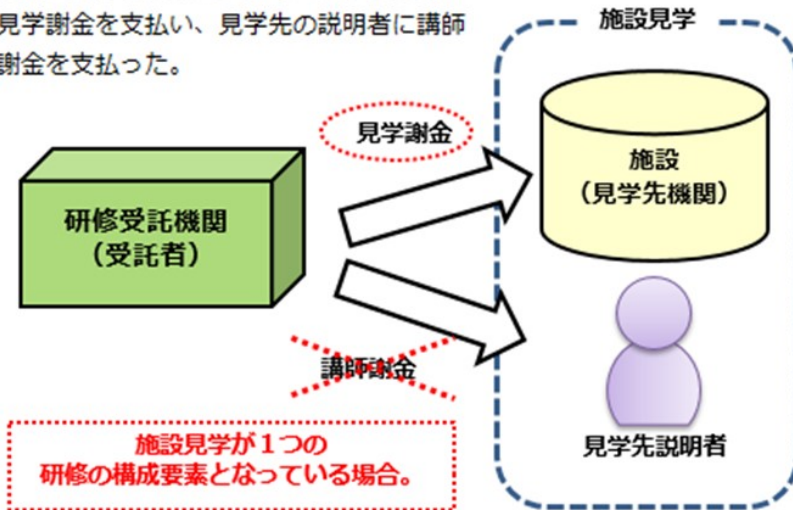 見学謝金を支払い、見学先の説明者に講師
謝金を支払った。
施設見学
見学謝金
施設
(見学先機関)
研修受託機関
(受託者)
講師謝金
見学先説明者
施設見学が1つの
研修の構成要素となっている場合。